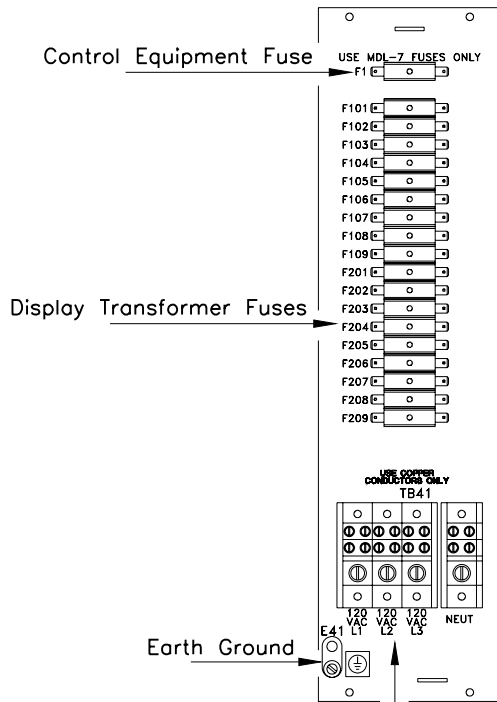 Control Equipment Fuse
USE MDL-7 FUSES ONLY
F1
F101
F102
F103
F104
F105
F106
F107
F108
F109
F201
F202
Display Transformer Fuses
F203
F204
F205
F206
F207
F208
F209
USE COPPER
CONDUCTORS ONLY
TB41
120 VAC L1
120 VAC L2
120 VAC L3
NEUT
E41
Earth Ground